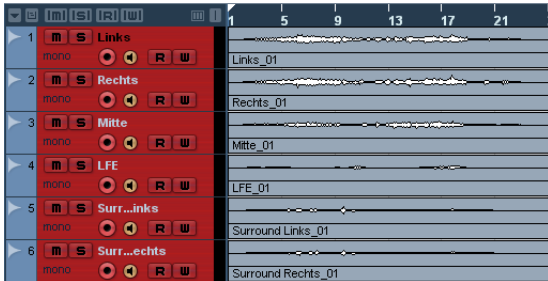 [M] [S] [R] [W]
1 5 9 13 17 21
1 m S Links
mono R W
Links_01
2 m S Rechts
mono R W
Rechts_01
3 m S Mitte
mono R W
Mitte_01
4 m S LFE
mono R W
LFE_01
5 m S Surr...inks
mono R W
Surround Links_01
6 m S Surr...echts
mono R W
Surround Rechts_01